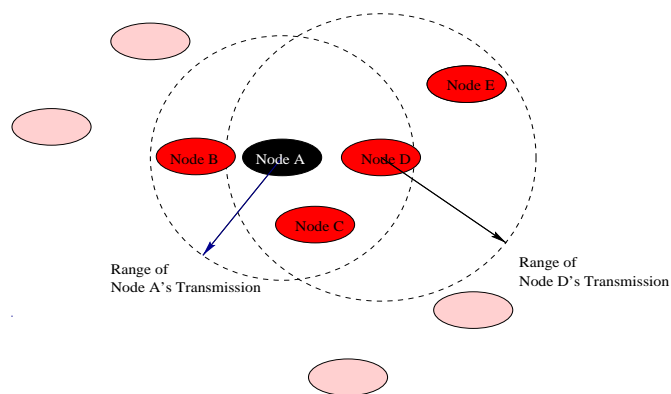 Node E
Node B
Node A
Node D
Node C
Range of
Node A's Transmission
Range of
Node D's Transmission